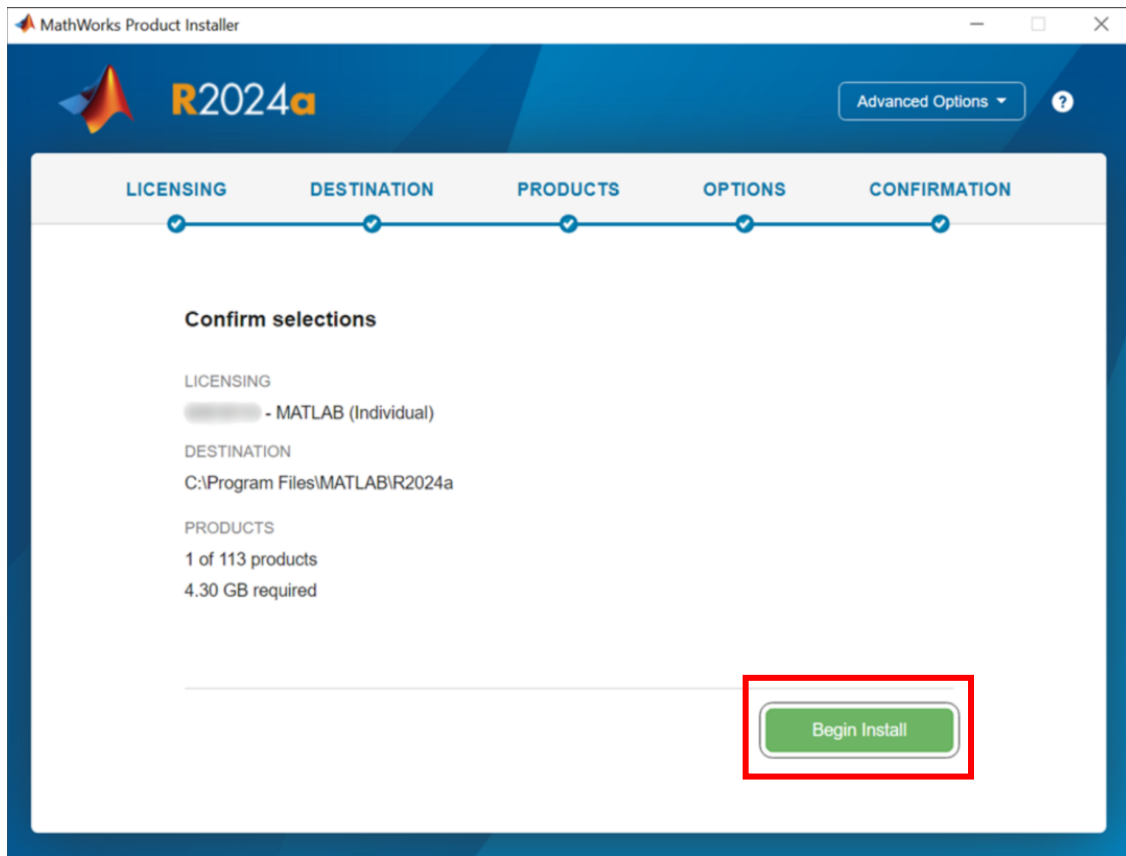 MathWorks Product Installer
R2024a
Advanced Options
?
LICENSING DESTINATION PRODUCTS OPTIONS CONFIRMATION
Confirm selections
LICENSING
- MATLAB (Individual)
DESTINATION
C:\Program Files\MATLAB\R2024a
PRODUCTS
1 of 113 products
4.30 GB required
Begin Install